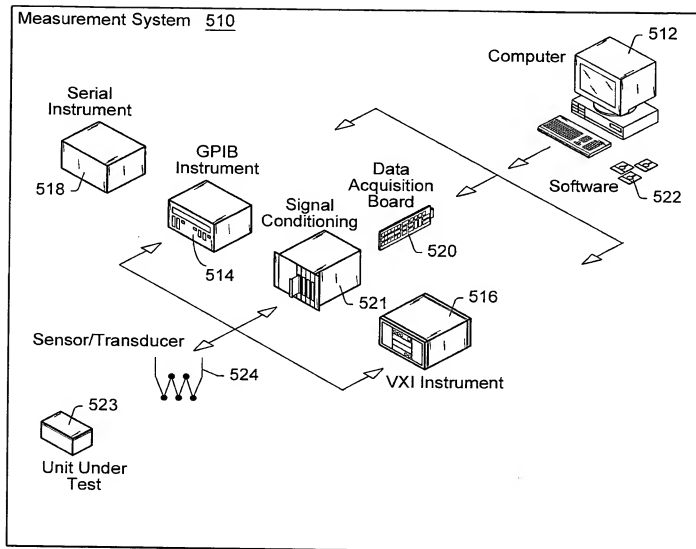 Measurement System 510
512
Computer
Serial
Instrument
GPIB
Instrument
518
Data
Acquisition
Board
Software
522
Signal
Conditioning
514
520
521
516
Sensor/Transducer
524
VXI Instrument
523
Unit Under
Test